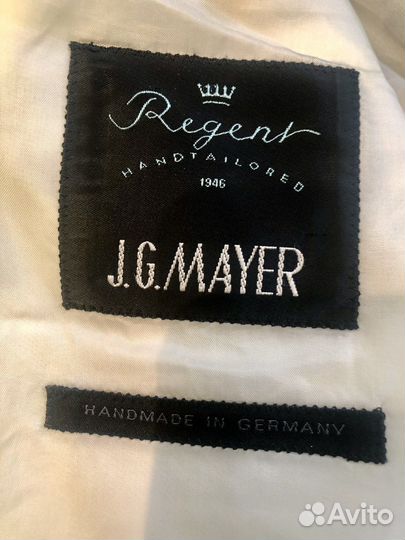 Regent
HANDTAILORED
1946
J.G.MAYER
HANDMADE IN GERMANY
Avito